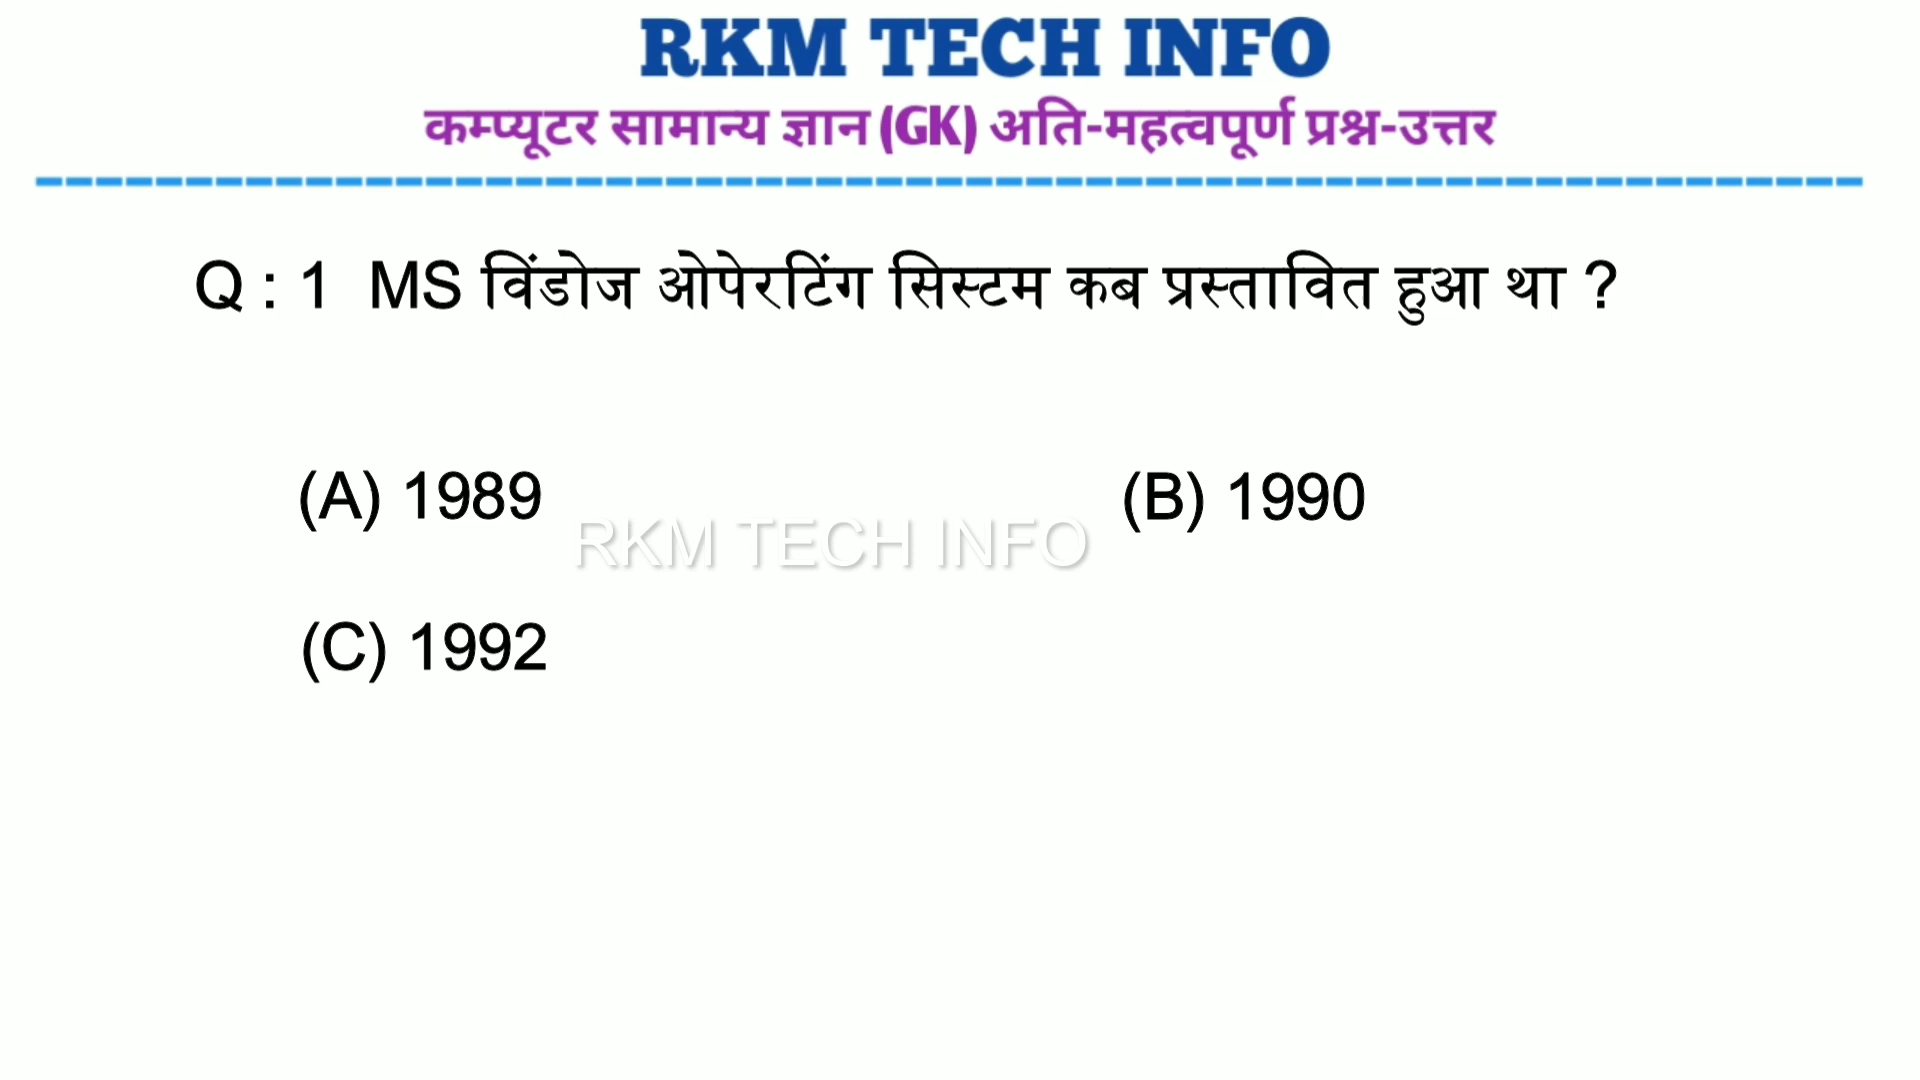 RKM TECH INFO
कम्प्यूटर सामान्य ज्ञान (GK) अति-महत्वपूर्ण प्रश्न-उत्तर
Q : 1 MS विंडोज ओपेरटिंग सिस्टम कब प्रस्तावित हुआ था ?
(A) 1989 (B) 1990
RKM TECH INFO
(C) 1992